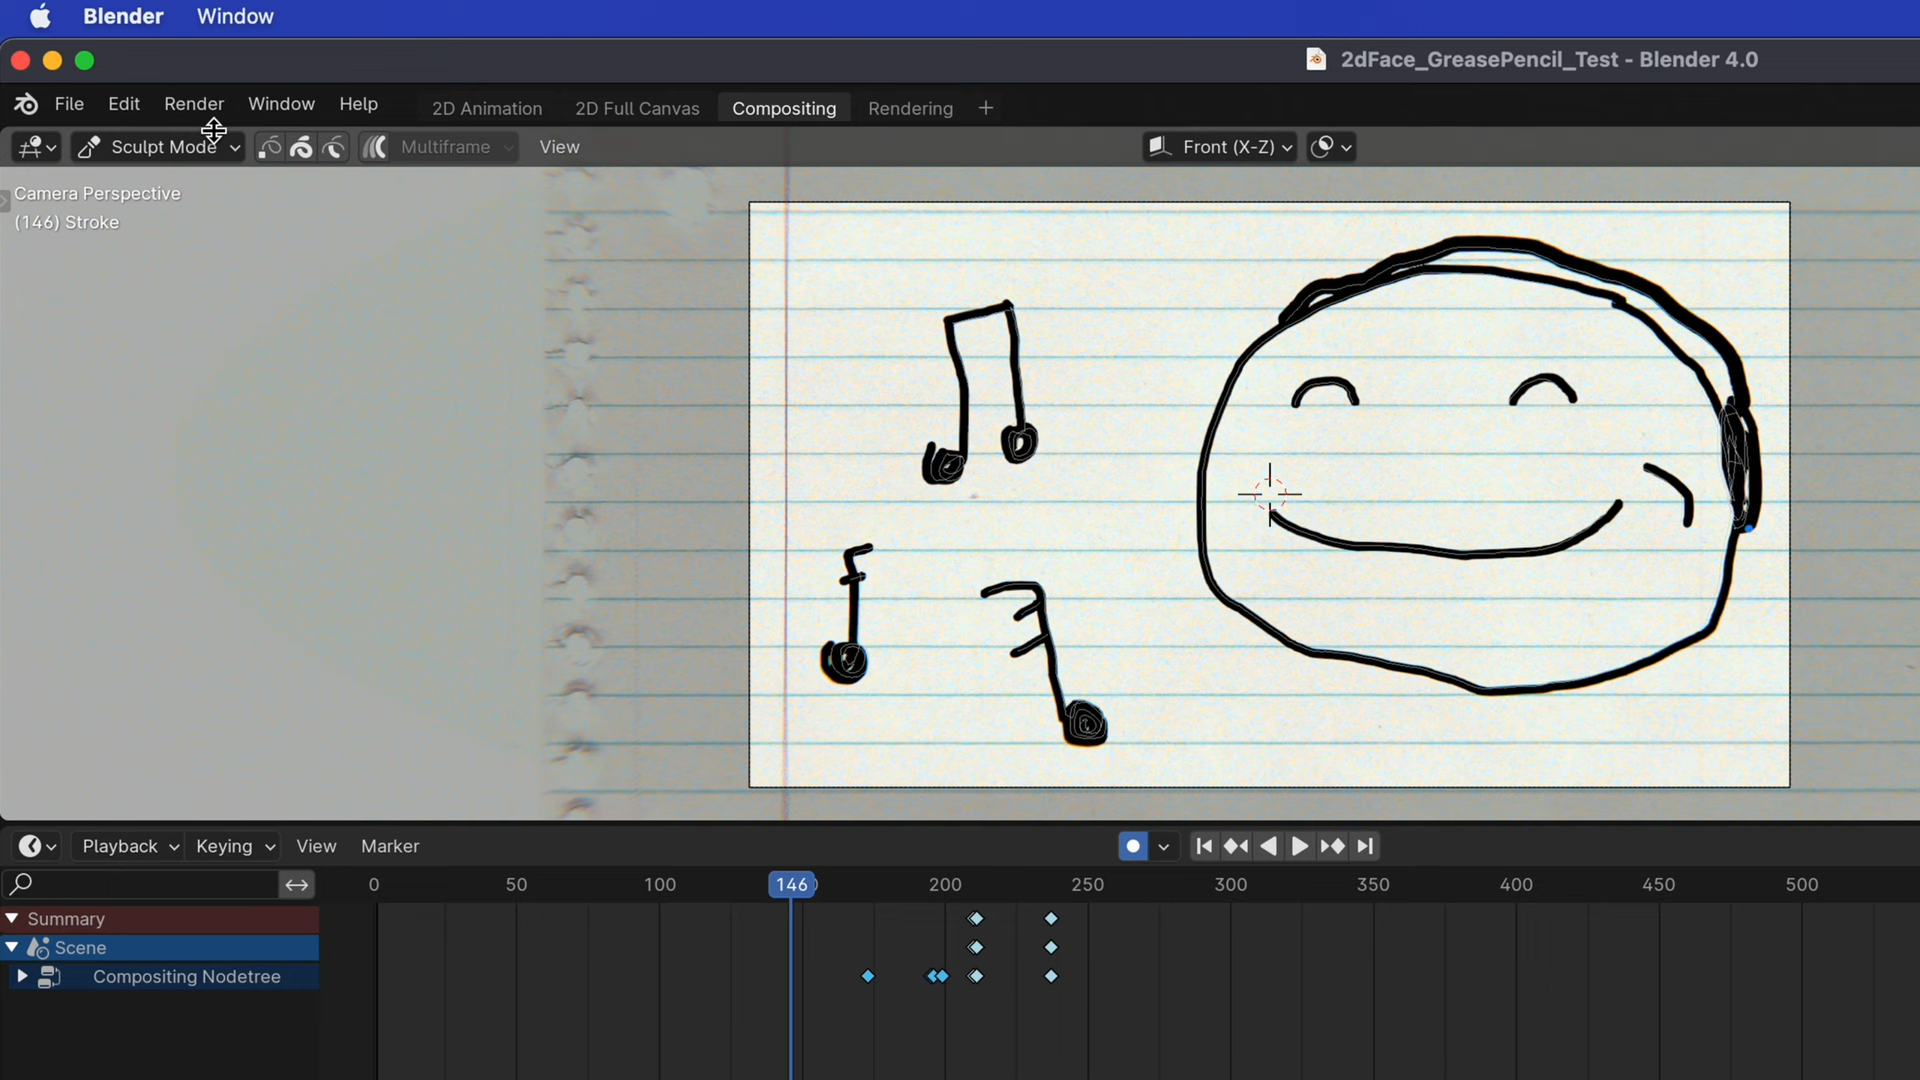 Blender Window
2dFace_GreasePencil_Test - Blender 4.0
File Edit Render Window Help 2D Animation 2D Full Canvas Compositing Rendering +
Sculpt Mode Multiframe View Front (X-Z)
Camera Perspective
(146) Stroke
Playback Keying View Marker
0 50 100 146 200 250 300 350 400 450 500
Summary
Scene
Compositing Nodetree